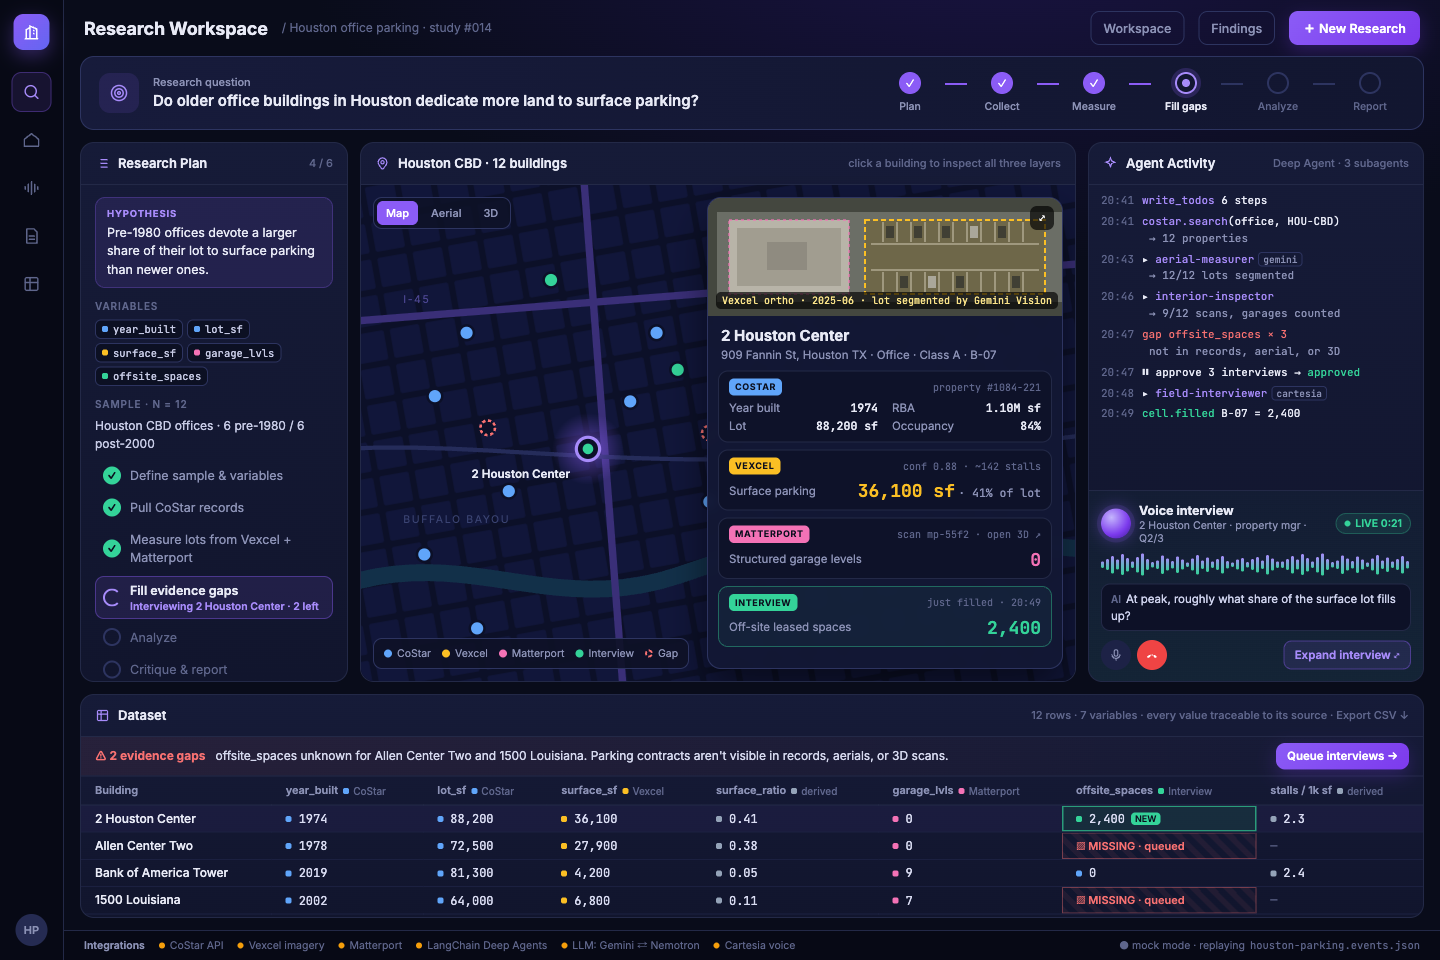 Research Workspace
/ Houston office parking · study #014
Workspace
Findings
+ New Research
Research question
Do older office buildings in Houston dedicate more land to surface parking?
Plan
Collect
Measure
Fill gaps
Analyze
Report
Research Plan
4 / 6
HYPOTHESIS
Pre-1980 offices devote a larger
share of their lot to surface parking
than newer ones.
VARIABLES
year_built
lot_sf
surface_sf
garage_lvls
offsite_spaces
SAMPLE · N = 12
Houston CBD offices · 6 pre-1980 / 6
post-2000
Define sample & variables
Pull CoStar records
Measure lots from Vexcel +
Matterport
Fill evidence gaps
Interviewing 2 Houston Center · 2 left
Analyze
Critique & report
Houston CBD · 12 buildings
click a building to inspect all three layers
Map
Aerial
3D
I-45
2 Houston Center
BUFFALO BAYOU
CoStar
Vexcel
Matterport
Interview
Gap
Vexcel ortho · 2025-06 · lot segmented by Gemini Vision
2 Houston Center
909 Fannin St, Houston TX · Office · Class A · B-07
COSTAR
property #1084-221
Year built 1974 RBA 1.10M sf
Lot 88,200 sf Occupancy 84%
VEXCEL
conf 0.88 · ~142 stalls
Surface parking 36,100 sf · 41% of lot
MATTERPORT
scan mp-55f2 · open 3D ↗
Structured garage levels 0
INTERVIEW
just filled · 20:49
Off-site leased spaces 2,400
Agent Activity
Deep Agent · 3 subagents
20:41 write_todos 6 steps
20:41 costar.search(office, HOU-CBD)
→ 12 properties
20:43 ▸ aerial-measurer gemini
→ 12/12 lots segmented
20:46 ▸ interior-inspector
→ 9/12 scans, garages counted
20:47 gap offsite_spaces × 3
not in records, aerial, or 3D
20:47 ⏸ approve 3 interviews → approved
20:48 ▸ field-interviewer cartesia
20:49 cell.filled B-07 = 2,400
Voice interview
2 Houston Center · property mgr ·
Q2/3
LIVE 0:21
AI At peak, roughly what share of the surface lot fills
up?
Expand interview ⤢
Dataset
12 rows · 7 variables · every value traceable to its source · Export CSV ↓
⚠ 2 evidence gaps offsite_spaces unknown for Allen Center Two and 1500 Louisiana. Parking contracts aren't visible in records, aerials, or 3D scans.
Queue interviews →
Building year_built CoStar lot_sf CoStar surface_sf Vexcel surface_ratio derived garage_lvls Matterport offsite_spaces Interview stalls / 1k sf derived
2 Houston Center 1974 88,200 36,100 0.41 0 2,400 NEW 2.3
Allen Center Two 1978 72,500 27,900 0.38 0 MISSING · queued —
Bank of America Tower 2019 81,300 4,200 0.05 9 0 2.4
1500 Louisiana 2002 64,000 6,800 0.11 7 MISSING · queued —
HP
Integrations
CoStar API
Vexcel imagery
Matterport
LangChain Deep Agents
LLM: Gemini ⇄ Nemotron
Cartesia voice
mock mode · replaying houston-parking.events.json